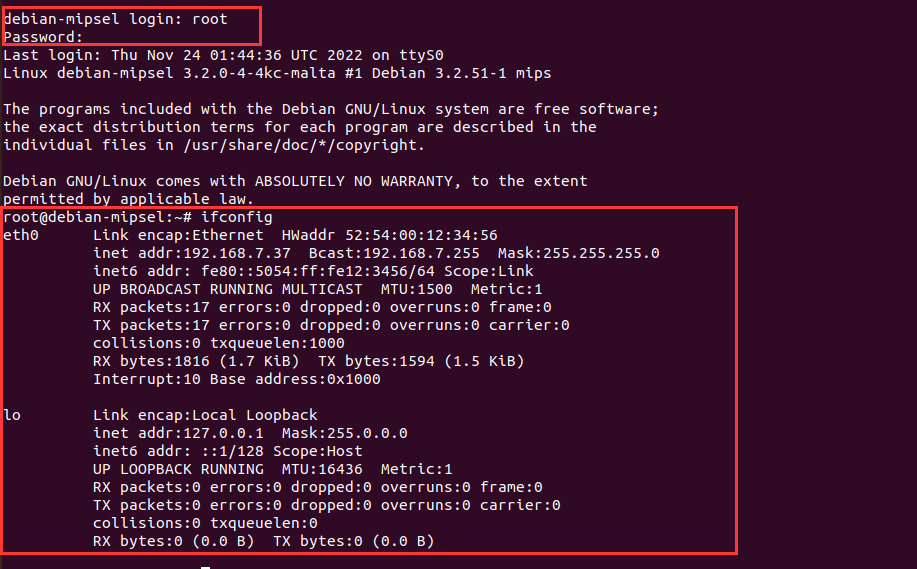 debian-mipsel login: root
Password:
Last login: Thu Nov 24 01:44:36 UTC 2022 on ttyS0
Linux debian-mipsel 3.2.0-4-4kc-malta #1 Debian 3.2.51-1 mips
The programs included with the Debian GNU/Linux system are free software;
the exact distribution terms for each program are described in the
individual files in /usr/share/doc/*/copyright.
Debian GNU/Linux comes with ABSOLUTELY NO WARRANTY, to the extent
permitted by applicable law.
root@debian-mipsel:~# ifconfig
eth0      Link encap:Ethernet  HWaddr 52:54:00:12:34:56
          inet addr:192.168.7.37  Bcast:192.168.7.255  Mask:255.255.255.0
          inet6 addr: fe80::5054:ff:fe12:3456/64 Scope:Link
          UP BROADCAST RUNNING MULTICAST  MTU:1500  Metric:1
          RX packets:17 errors:0 dropped:0 overruns:0 frame:0
          TX packets:17 errors:0 dropped:0 overruns:0 carrier:0
          collisions:0 txqueuelen:1000
          RX bytes:1816 (1.7 KiB)  TX bytes:1594 (1.5 KiB)
          Interrupt:10 Base address:0x1000
lo        Link encap:Local Loopback
          inet addr:127.0.0.1  Mask:255.0.0.0
          inet6 addr: ::1/128 Scope:Host
          UP LOOPBACK RUNNING  MTU:16436  Metric:1
          RX packets:0 errors:0 dropped:0 overruns:0 frame:0
          TX packets:0 errors:0 dropped:0 overruns:0 carrier:0
          collisions:0 txqueuelen:0
          RX bytes:0 (0.0 B)  TX bytes:0 (0.0 B)